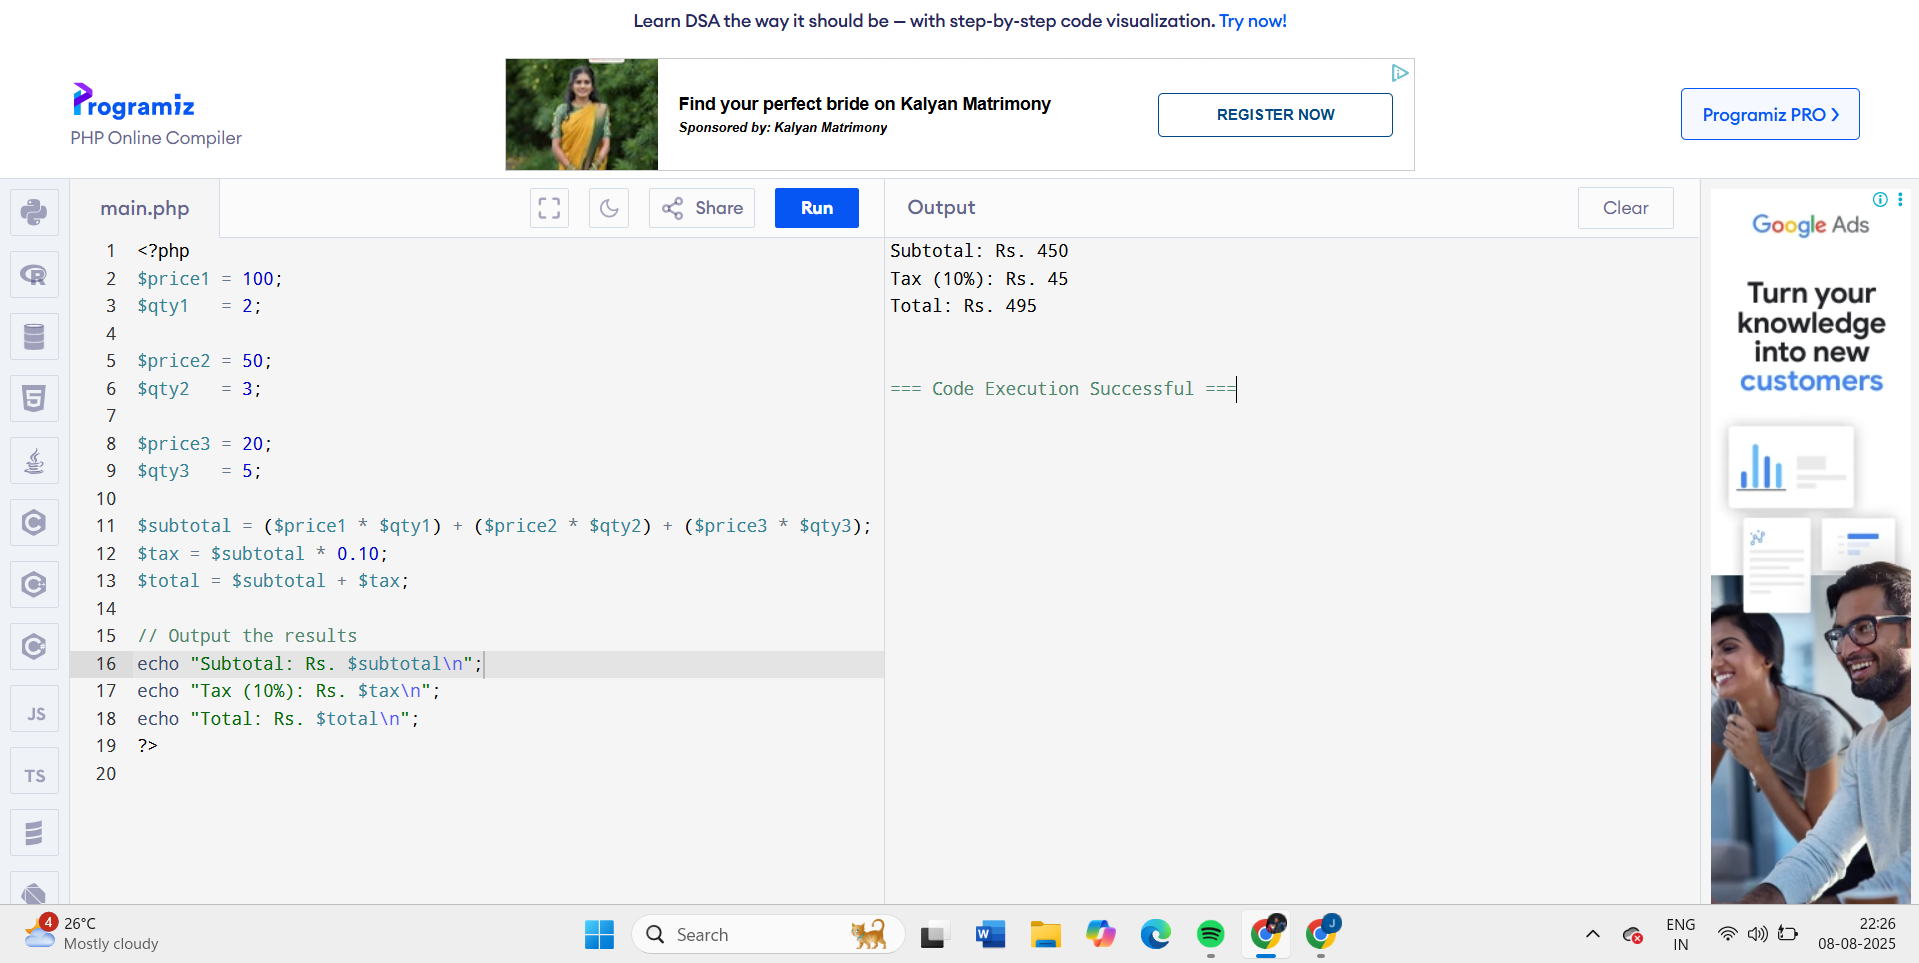 Learn DSA the way it should be — with step-by-step code visualization. Try now!
Programiz
PHP Online Compiler
Find your perfect bride on Kalyan Matrimony
Sponsored by: Kalyan Matrimony
REGISTER NOW
Programiz PRO >
main.php
Share
Run
Output
Clear
1 <?php
2 $price1 = 100;
3 $qty1   = 2;
4
5 $price2 = 50;
6 $qty2   = 3;
7
8 $price3 = 20;
9 $qty3   = 5;
10
11 $subtotal = ($price1 * $qty1) + ($price2 * $qty2) + ($price3 * $qty3);
12 $tax = $subtotal * 0.10;
13 $total = $subtotal + $tax;
14
15 // Output the results
16 echo "Subtotal: Rs. $subtotal\n";
17 echo "Tax (10%): Rs. $tax\n";
18 echo "Total: Rs. $total\n";
19 ?>
20
Subtotal: Rs. 450
Tax (10%): Rs. 45
Total: Rs. 495
=== Code Execution Successful ===
JS
TS
Google Ads
Turn your
knowledge
into new
customers
4
26°C
Mostly cloudy
Search
J
ENG
IN
22:26
08-08-2025